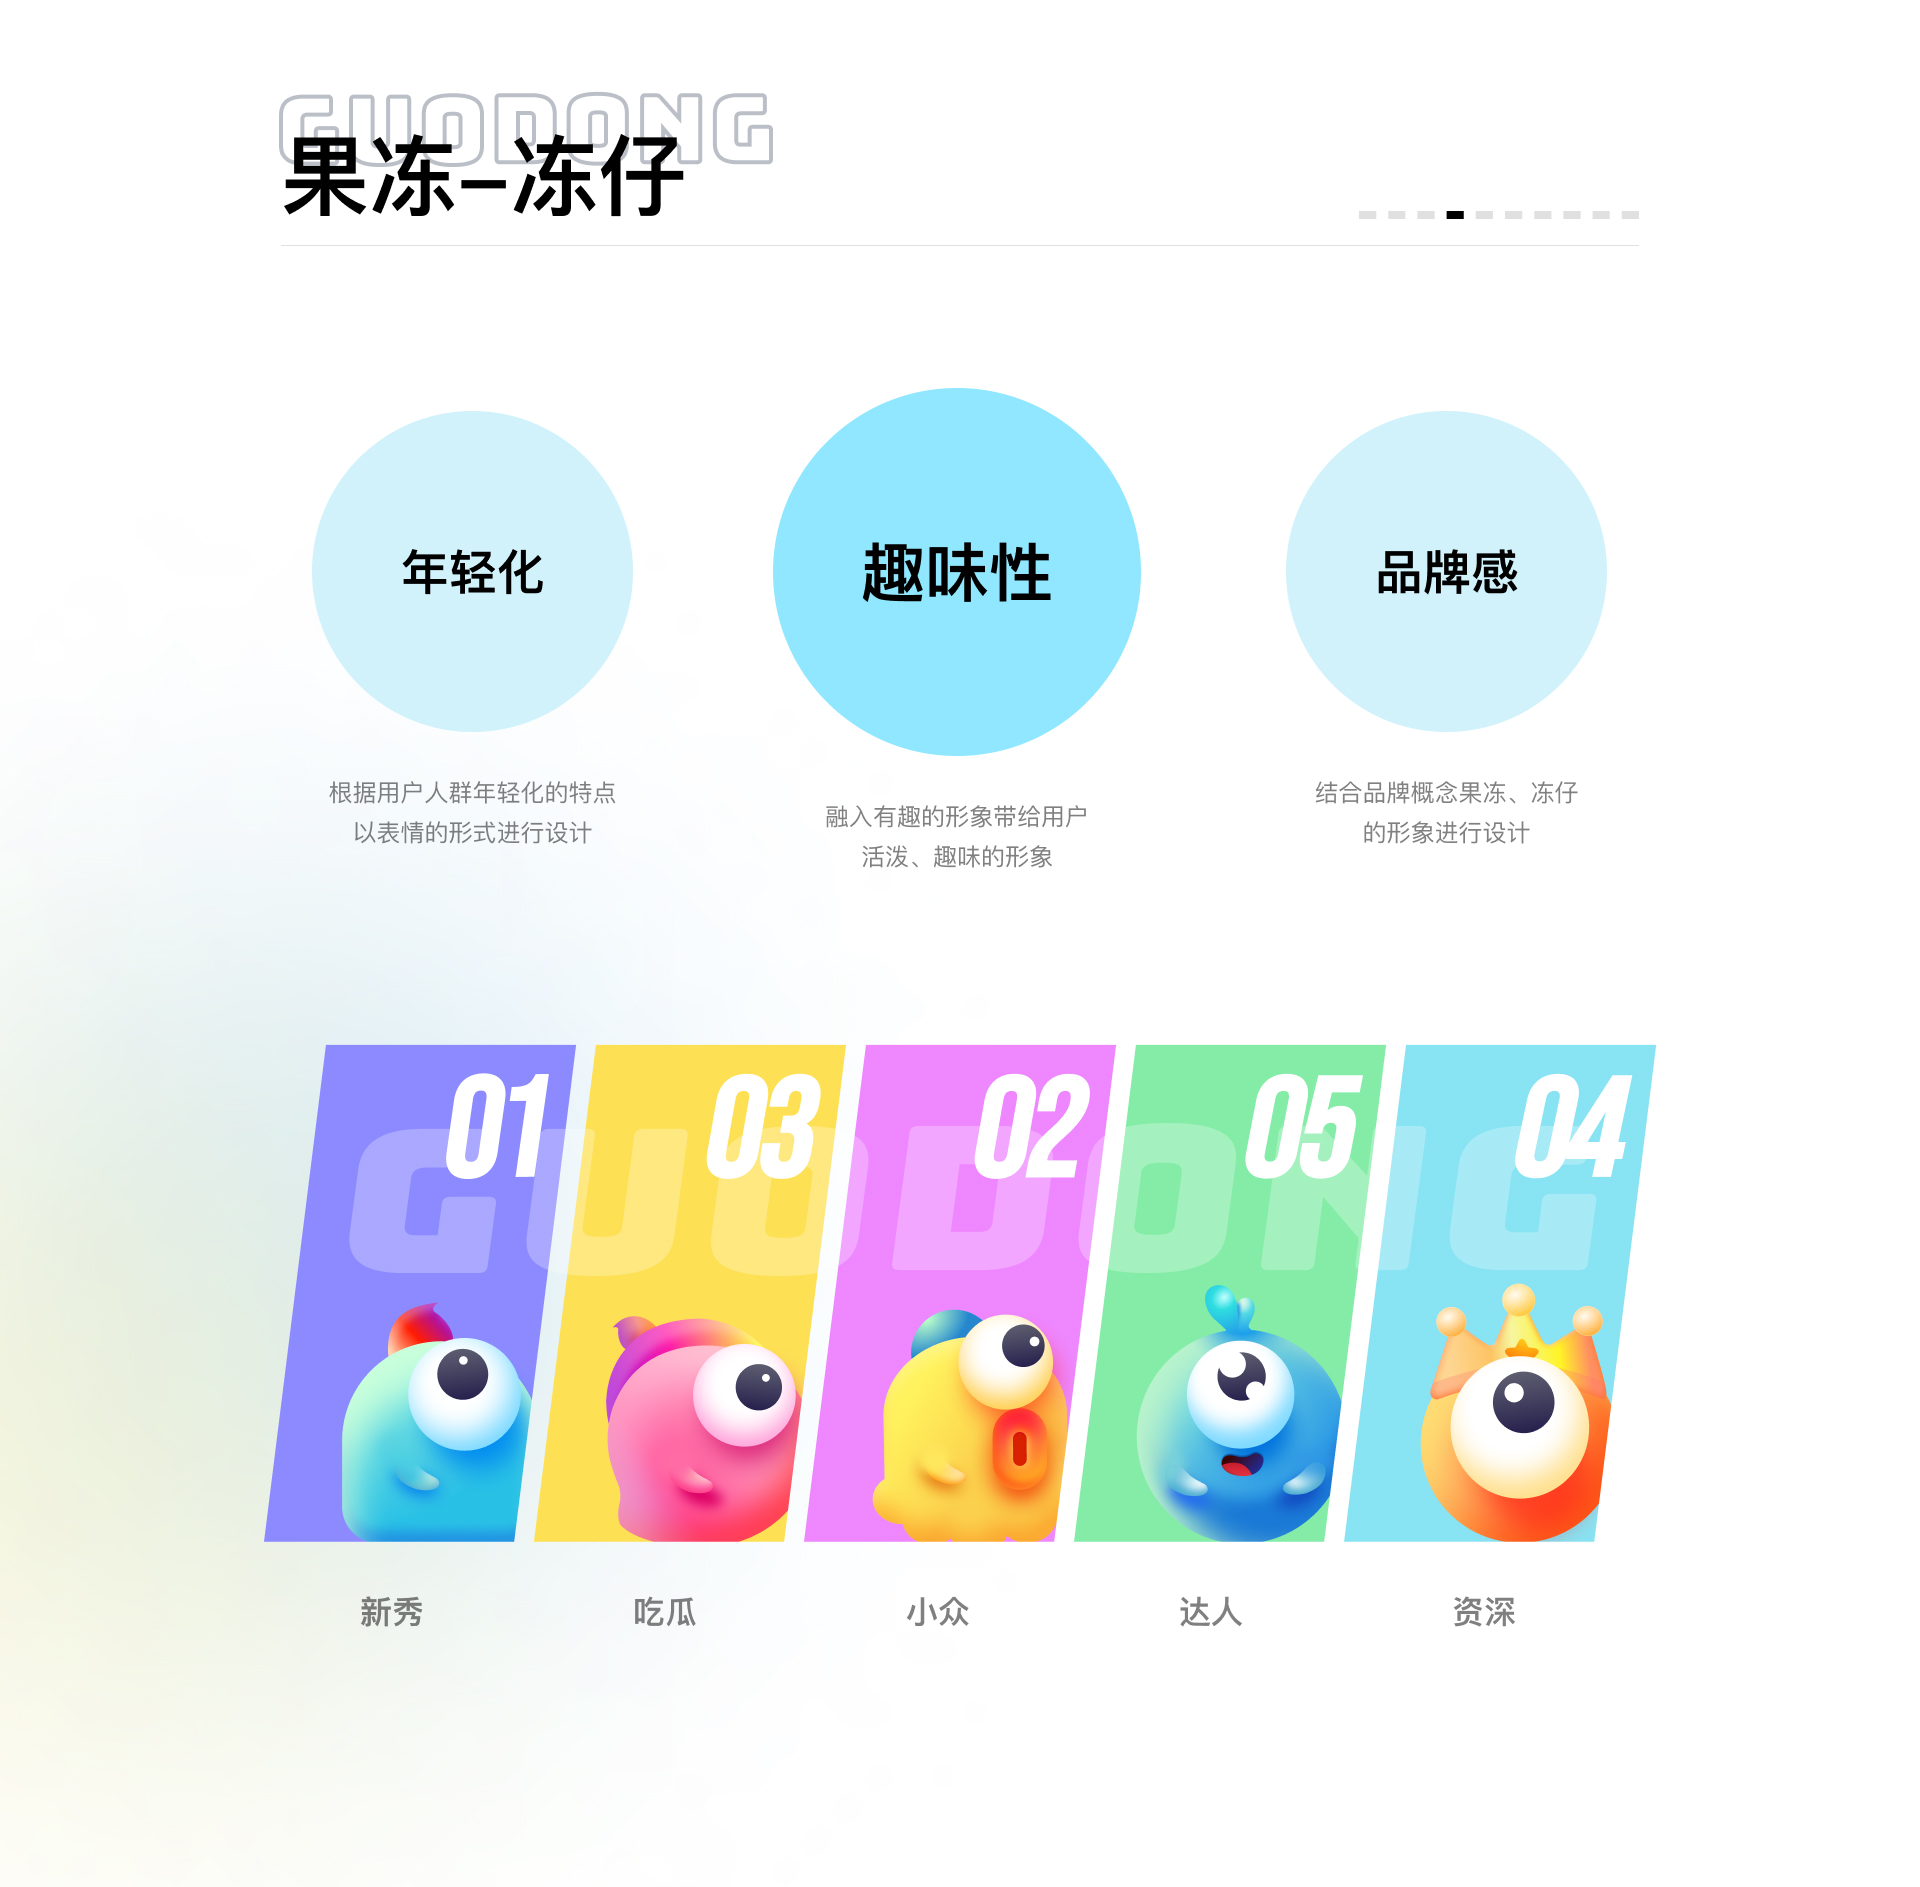 GUODONG
果冻-冻仔
年轻化
趣味性
品牌感
根据用户人群年轻化的特点
以表情的形式进行设计
融入有趣的形象带给用户
活泼、趣味的形象
结合品牌概念果冻、冻仔
的形象进行设计
01
03
02
05
04
GUODONG
新秀
吃瓜
小众
达人
资深